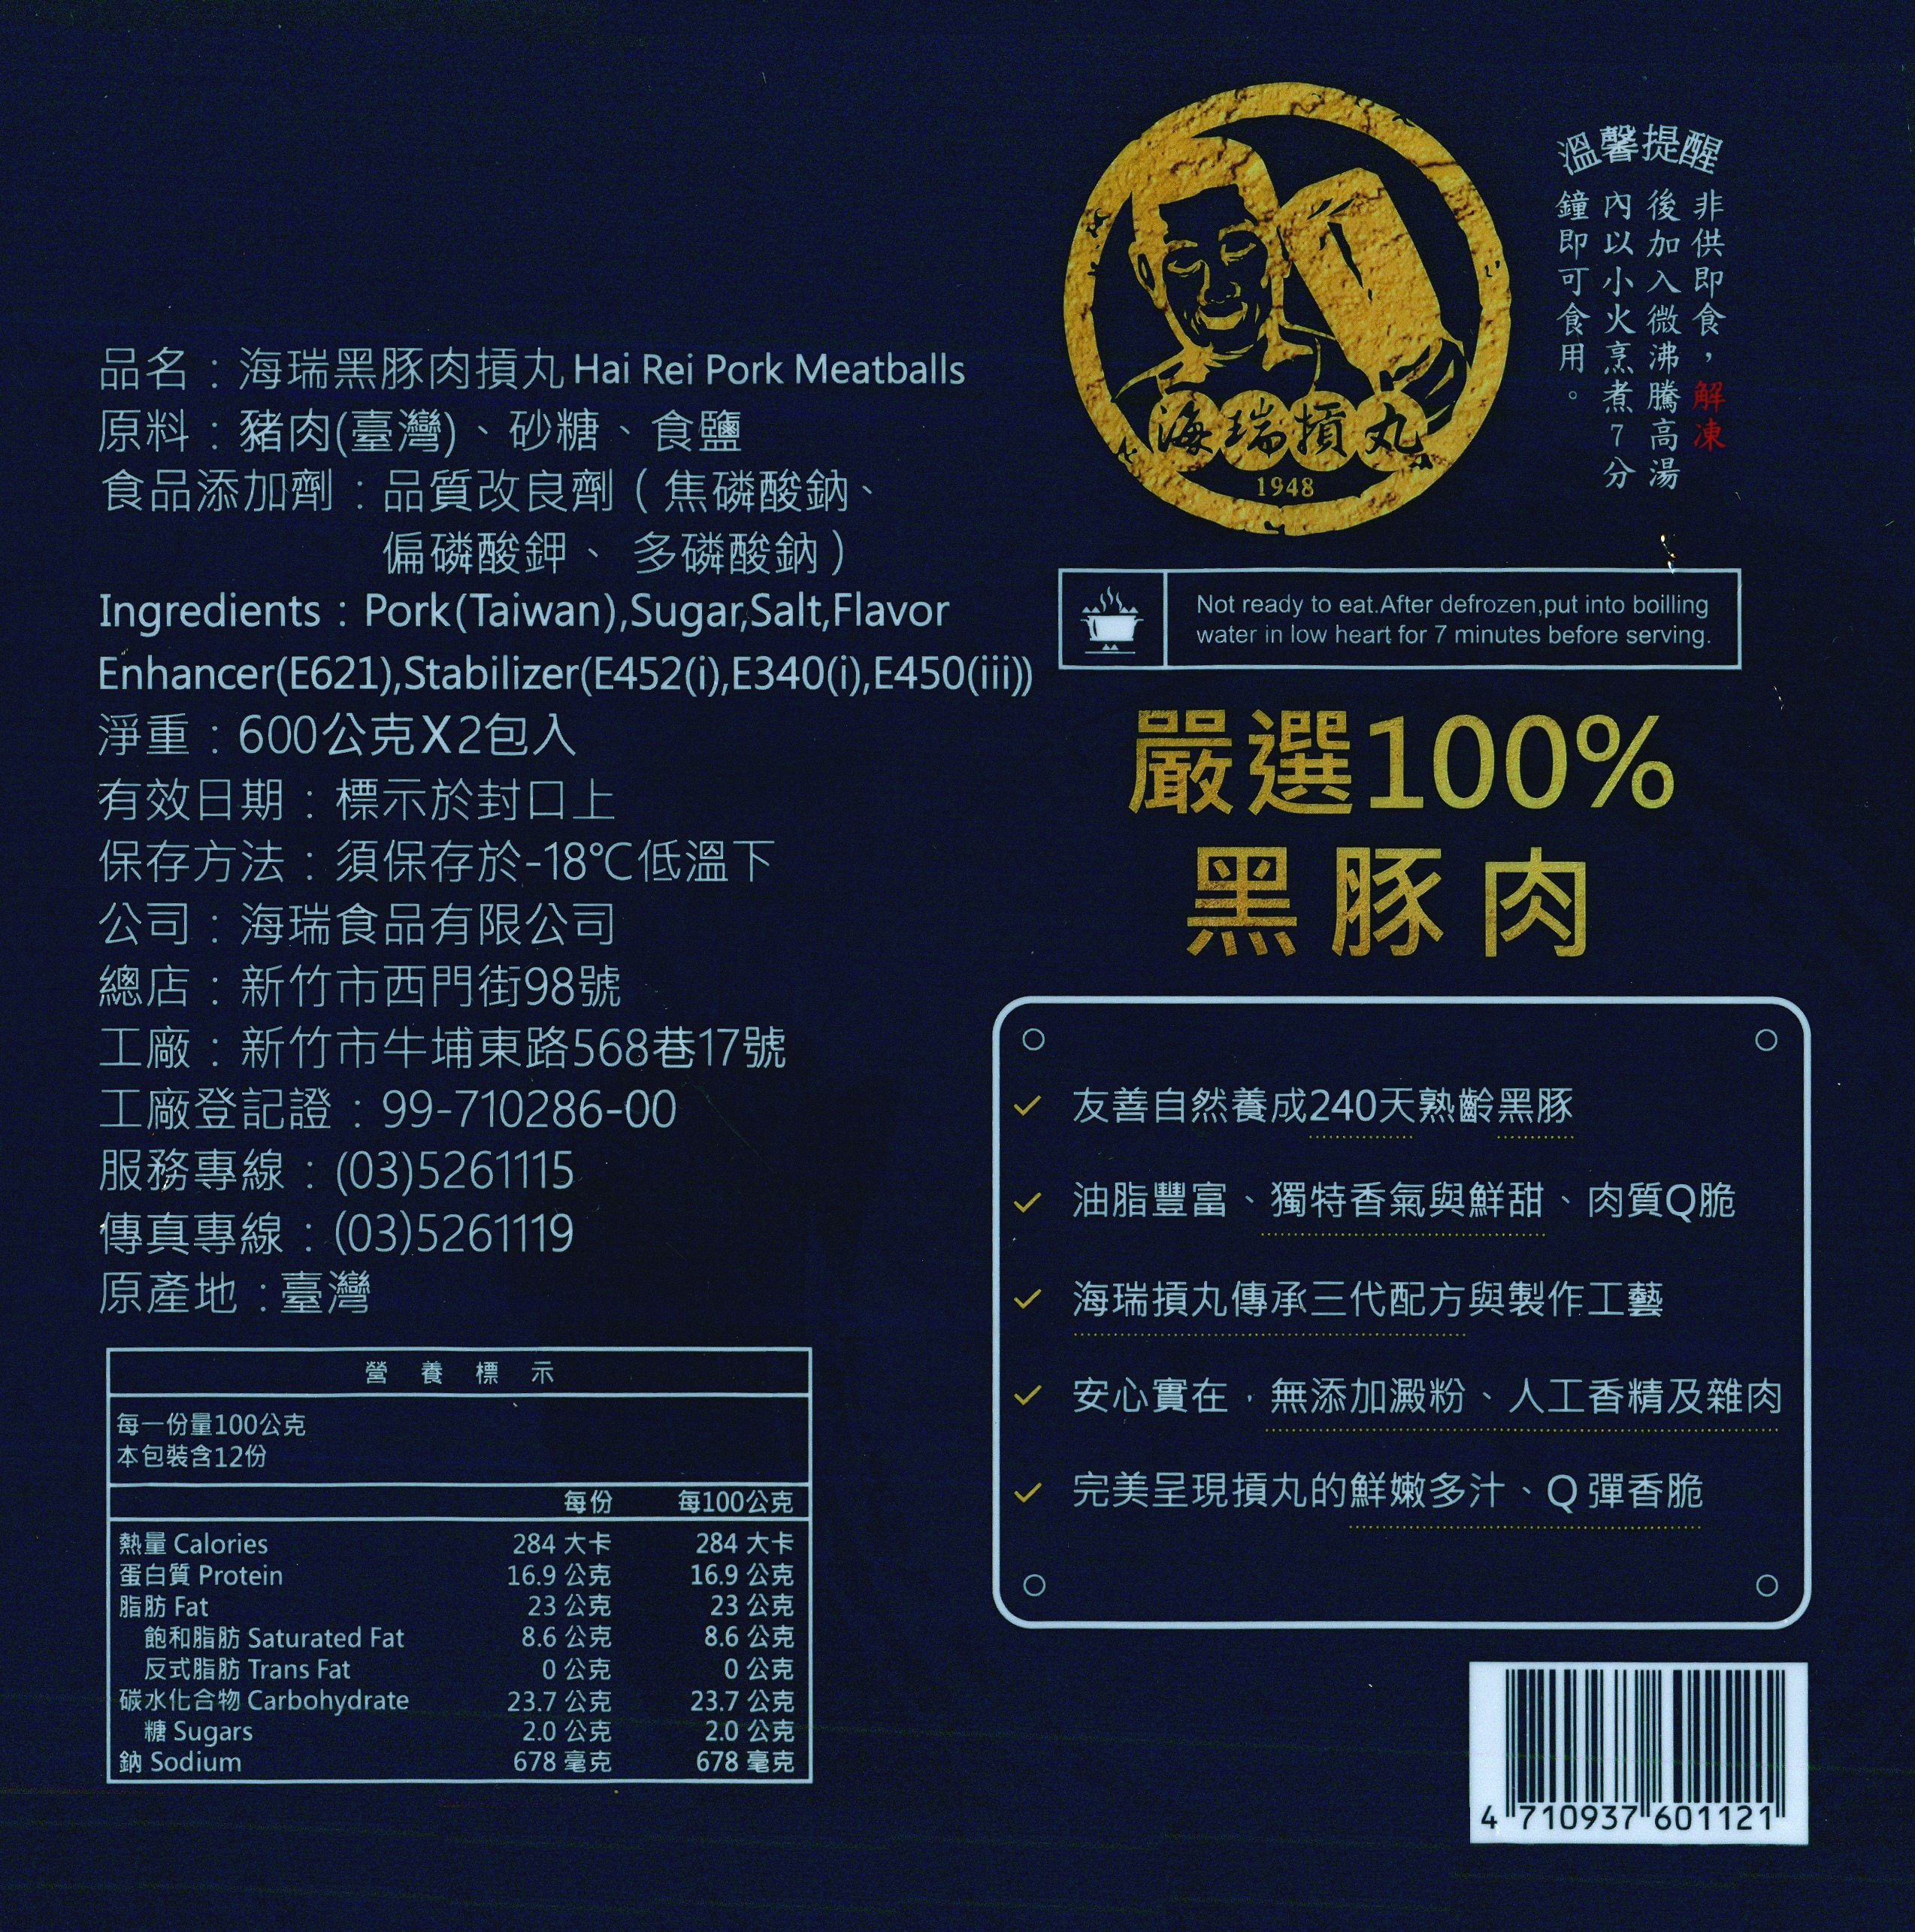 品名：海瑞黑豚肉摃丸 Hai Rei Pork Meatballs
原料：豬肉(臺灣)、砂糖、食鹽
食品添加劑：品質改良劑（焦磷酸鈉、
偏磷酸鉀、 多磷酸鈉）
Ingredients：Pork(Taiwan),Sugar,Salt,Flavor
Enhancer(E621),Stabilizer(E452(i),E340(i),E450(iii))
淨重：600公克X2包入
有效日期：標示於封口上
保存方法：須保存於-18℃低溫下
公司：海瑞食品有限公司
總店：新竹市西門街98號
工廠：新竹市牛埔東路568巷17號
工廠登記證：99-710286-00
服務專線：(03)5261115
傳真專線：(03)5261119
原產地：臺灣
營養標示
每一份量100公克
本包裝含12份
每份 每100公克
熱量 Calories 284 大卡 284 大卡
蛋白質 Protein 16.9 公克 16.9 公克
脂肪 Fat 23 公克 23 公克
飽和脂肪 Saturated Fat 8.6 公克 8.6 公克
反式脂肪 Trans Fat 0 公克 0 公克
碳水化合物 Carbohydrate 23.7 公克 23.7 公克
糖 Sugars 2.0 公克 2.0 公克
鈉 Sodium 678 毫克 678 毫克
海瑞摃丸
1948
溫馨提醒
非供即食，解凍
後加入微沸騰高湯
內以小火烹煮7分
鐘即可食用。
Not ready to eat.After defrozen,put into boilling
water in low heart for 7 minutes before serving.
嚴選100%
黑豚肉
友善自然養成240天熟齡黑豚
油脂豐富、獨特香氣與鮮甜、肉質Q脆
海瑞摃丸傳承三代配方與製作工藝
安心實在，無添加澱粉、人工香精及雜肉
完美呈現摃丸的鮮嫩多汁、Q 彈香脆
4 710937 601121